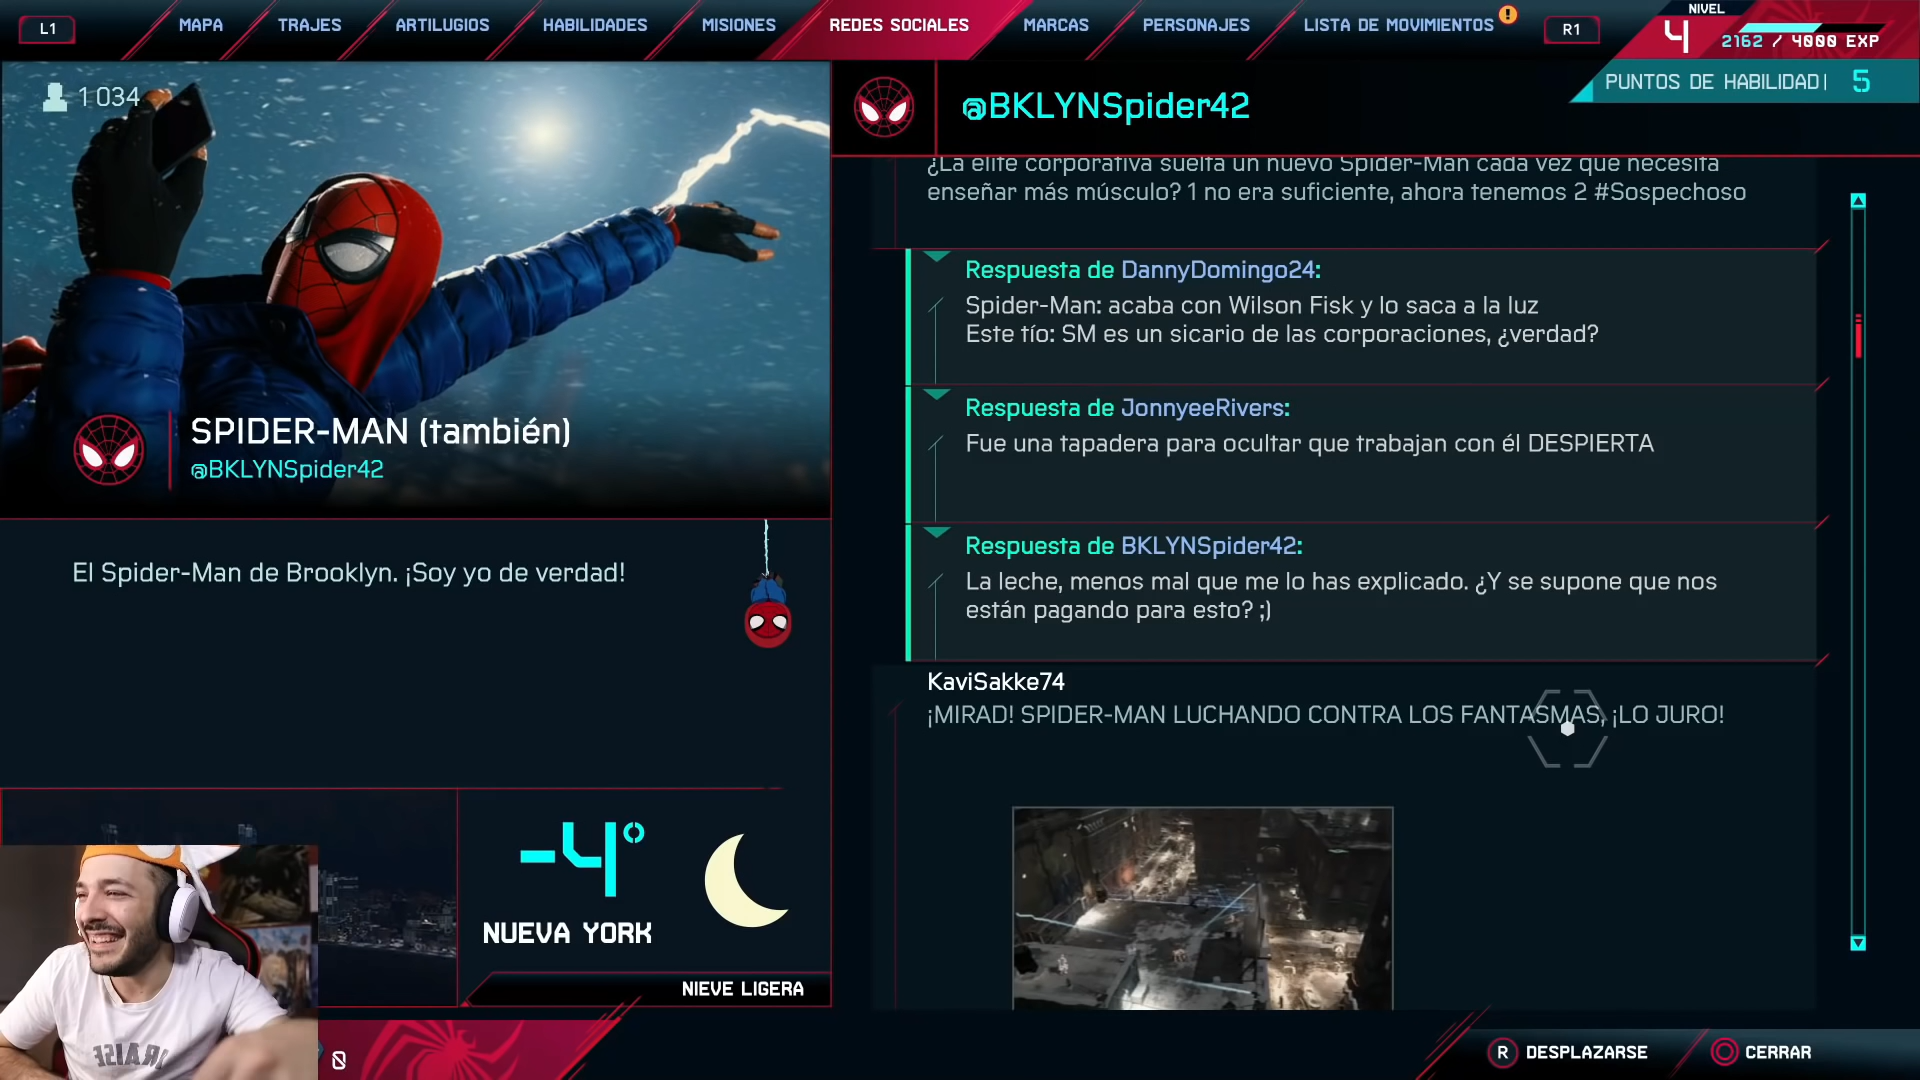 L1
MAPA
TRAJES
ARTILUGIOS
HABILIDADES
MISIONES
REDES SOCIALES
MARCAS
PERSONAJES
LISTA DE MOVIMIENTOS
!
R1
NIVEL
4
2162 / 4000 EXP
PUNTOS DE HABILIDAD | 5
1 034
SPIDER-MAN (también)
@BKLYNSpider42
El Spider-Man de Brooklyn. ¡Soy yo de verdad!
-4°
NUEVA YORK
NIEVE LIGERA
0
@BKLYNSpider42
¿La élite corporativa suelta un nuevo Spider-Man cada vez que necesita
enseñar más músculo? 1 no era suficiente, ahora tenemos 2 #Sospechoso
Respuesta de DannyDomingo24:
Spider-Man: acaba con Wilson Fisk y lo saca a la luz
Este tío: SM es un sicario de las corporaciones, ¿verdad?
Respuesta de JonnyeeRivers:
Fue una tapadera para ocultar que trabajan con él DESPIERTA
Respuesta de BKLYNSpider42:
La leche, menos mal que me lo has explicado. ¿Y se supone que nos
están pagando para esto? ;)
KaviSakke74
¡MIRAD! SPIDER-MAN LUCHANDO CONTRA LOS FANTASMAS, ¡LO JURO!
R DESPLAZARSE
CERRAR